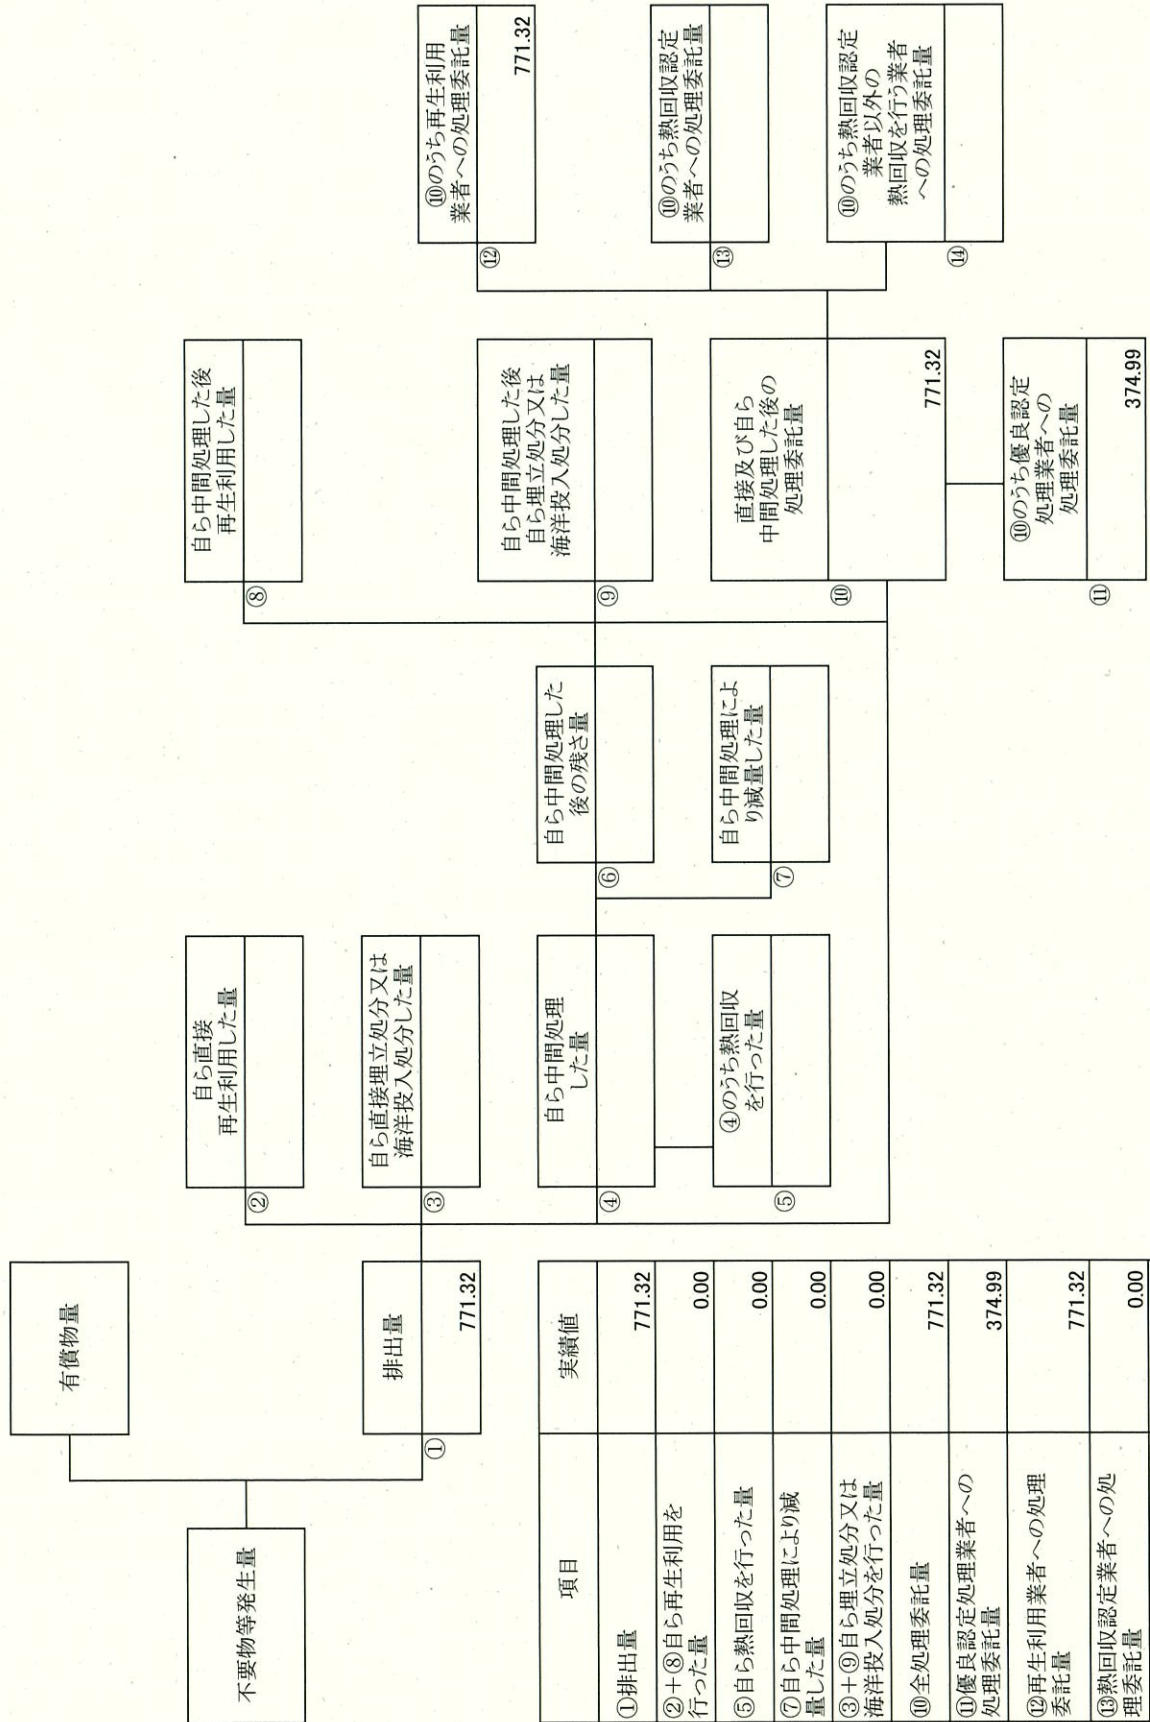 不要物等発生量
有償物量
排出量
①
771.32
自ら直接
再生利用した量
②
自ら直接埋立処分又は
海洋投入処分した量
③
自ら中間処理
した量
④
④のうち熱回収
を行った量
⑤
自ら中間処理した
後の残さ量
⑥
自ら中間処理によ
り減量した量
⑦
自ら中間処理した後
再生利用した量
⑧
自ら中間処理した後
自ら埋立処分又は
海洋投入処分した量
⑨
直接及び自ら
中間処理した後の
処理委託量
⑩
771.32
⑩のうち優良認定
処理業者への
処理委託量
⑪
374.99
⑩のうち再生利用
業者への処理委託量
⑫
771.32
⑩のうち熱回収認定
業者への処理委託量
⑬
⑩のうち熱回収認定
業者以外の
熱回収を行う業者
への処理委託量
⑭
項目 実績値
①排出量 771.32
②+⑧自ら再生利用を
行った量 0.00
⑤自ら熱回収を行った量 0.00
⑦自ら中間処理により減
量した量 0.00
③+⑨自ら埋立処分又は
海洋投入処分を行った量 0.00
⑩全処理委託量 771.32
⑪優良認定処理業者への
処理委託量 374.99
⑫再生利用業者への処理
委託量 771.32
⑬熱回収認定業者への処
理委託量 0.00